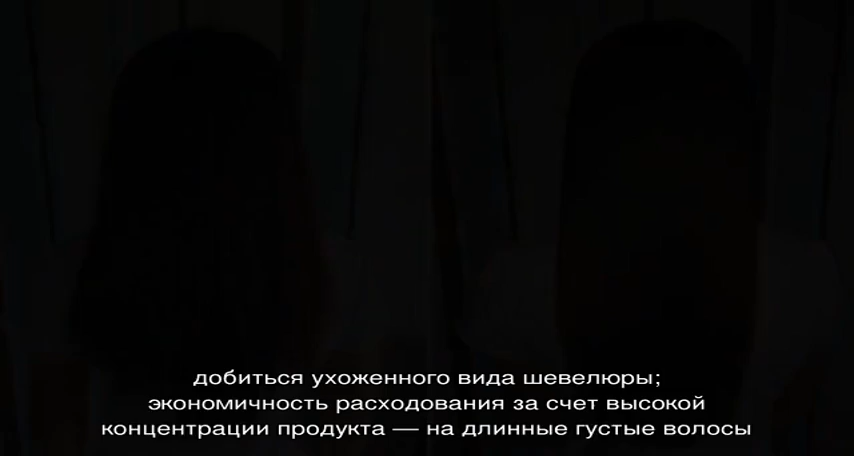 добиться ухоженного вида шевелюры;
экономичность расходования за счет высокой
концентрации продукта — на длинные густые волосы